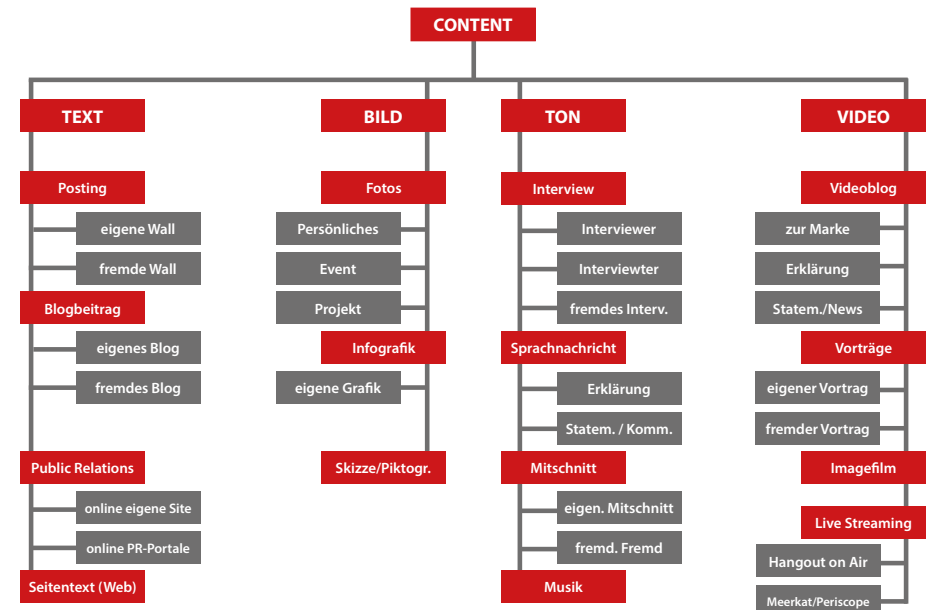 CONTENT
TEXT
Posting
eigene Wall
fremde Wall
Blogbeitrag
eigenes Blog
fremdes Blog
Public Relations
online eigene Site
online PR-Portale
Seitentext (Web)
BILD
Fotos
Persönliches
Event
Projekt
Infografik
eigene Grafik
Skizze/Piktogr.
TON
Interview
Interviewer
Interviewter
fremdes Interv.
Sprachnachricht
Erklärung
Statem. / Komm.
Mitschnitt
eigen. Mitschnitt
fremd. Fremd
Musik
VIDEO
Videoblog
zur Marke
Erklärung
Statem./News
Vorträge
eigener Vortrag
fremder Vortrag
Imagefilm
Live Streaming
Hangout on Air
Meerkat/Periscope